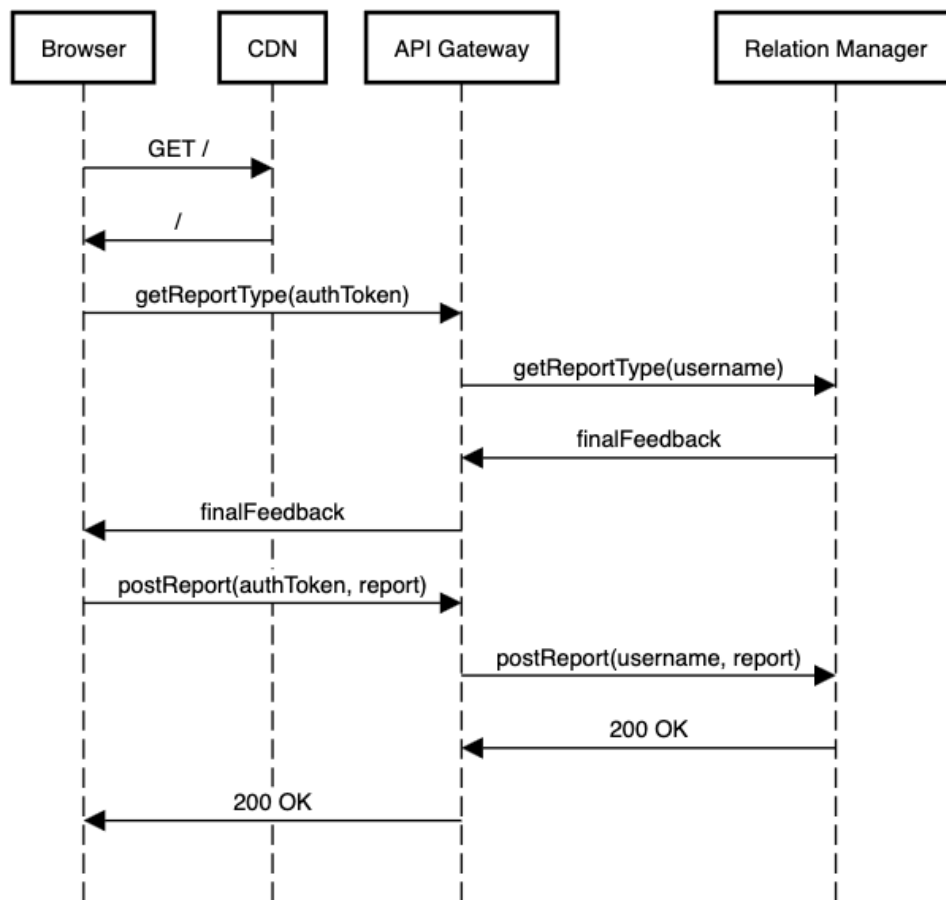 Browser
CDN
API Gateway
Relation Manager
GET /
/
getReportType(authToken)
getReportType(username)
finalFeedback
finalFeedback
postReport(authToken, report)
postReport(username, report)
200 OK
200 OK